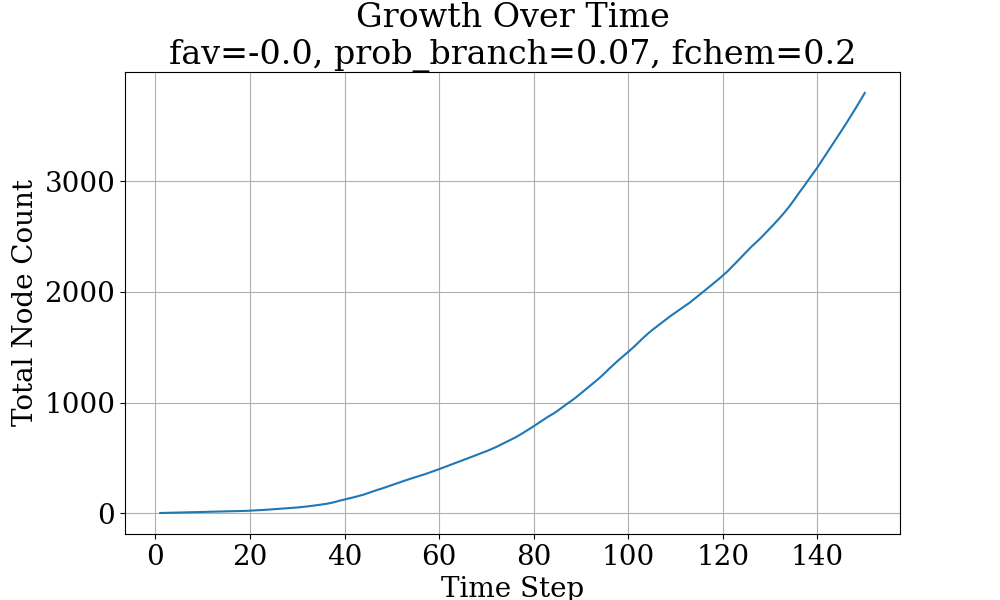 Growth Over Time
fav=-0.0, prob_branch=0.07, fchem=0.2
Total Node Count
3000
2000
1000
0
0 20 40 60 80 100 120 140
Time Step